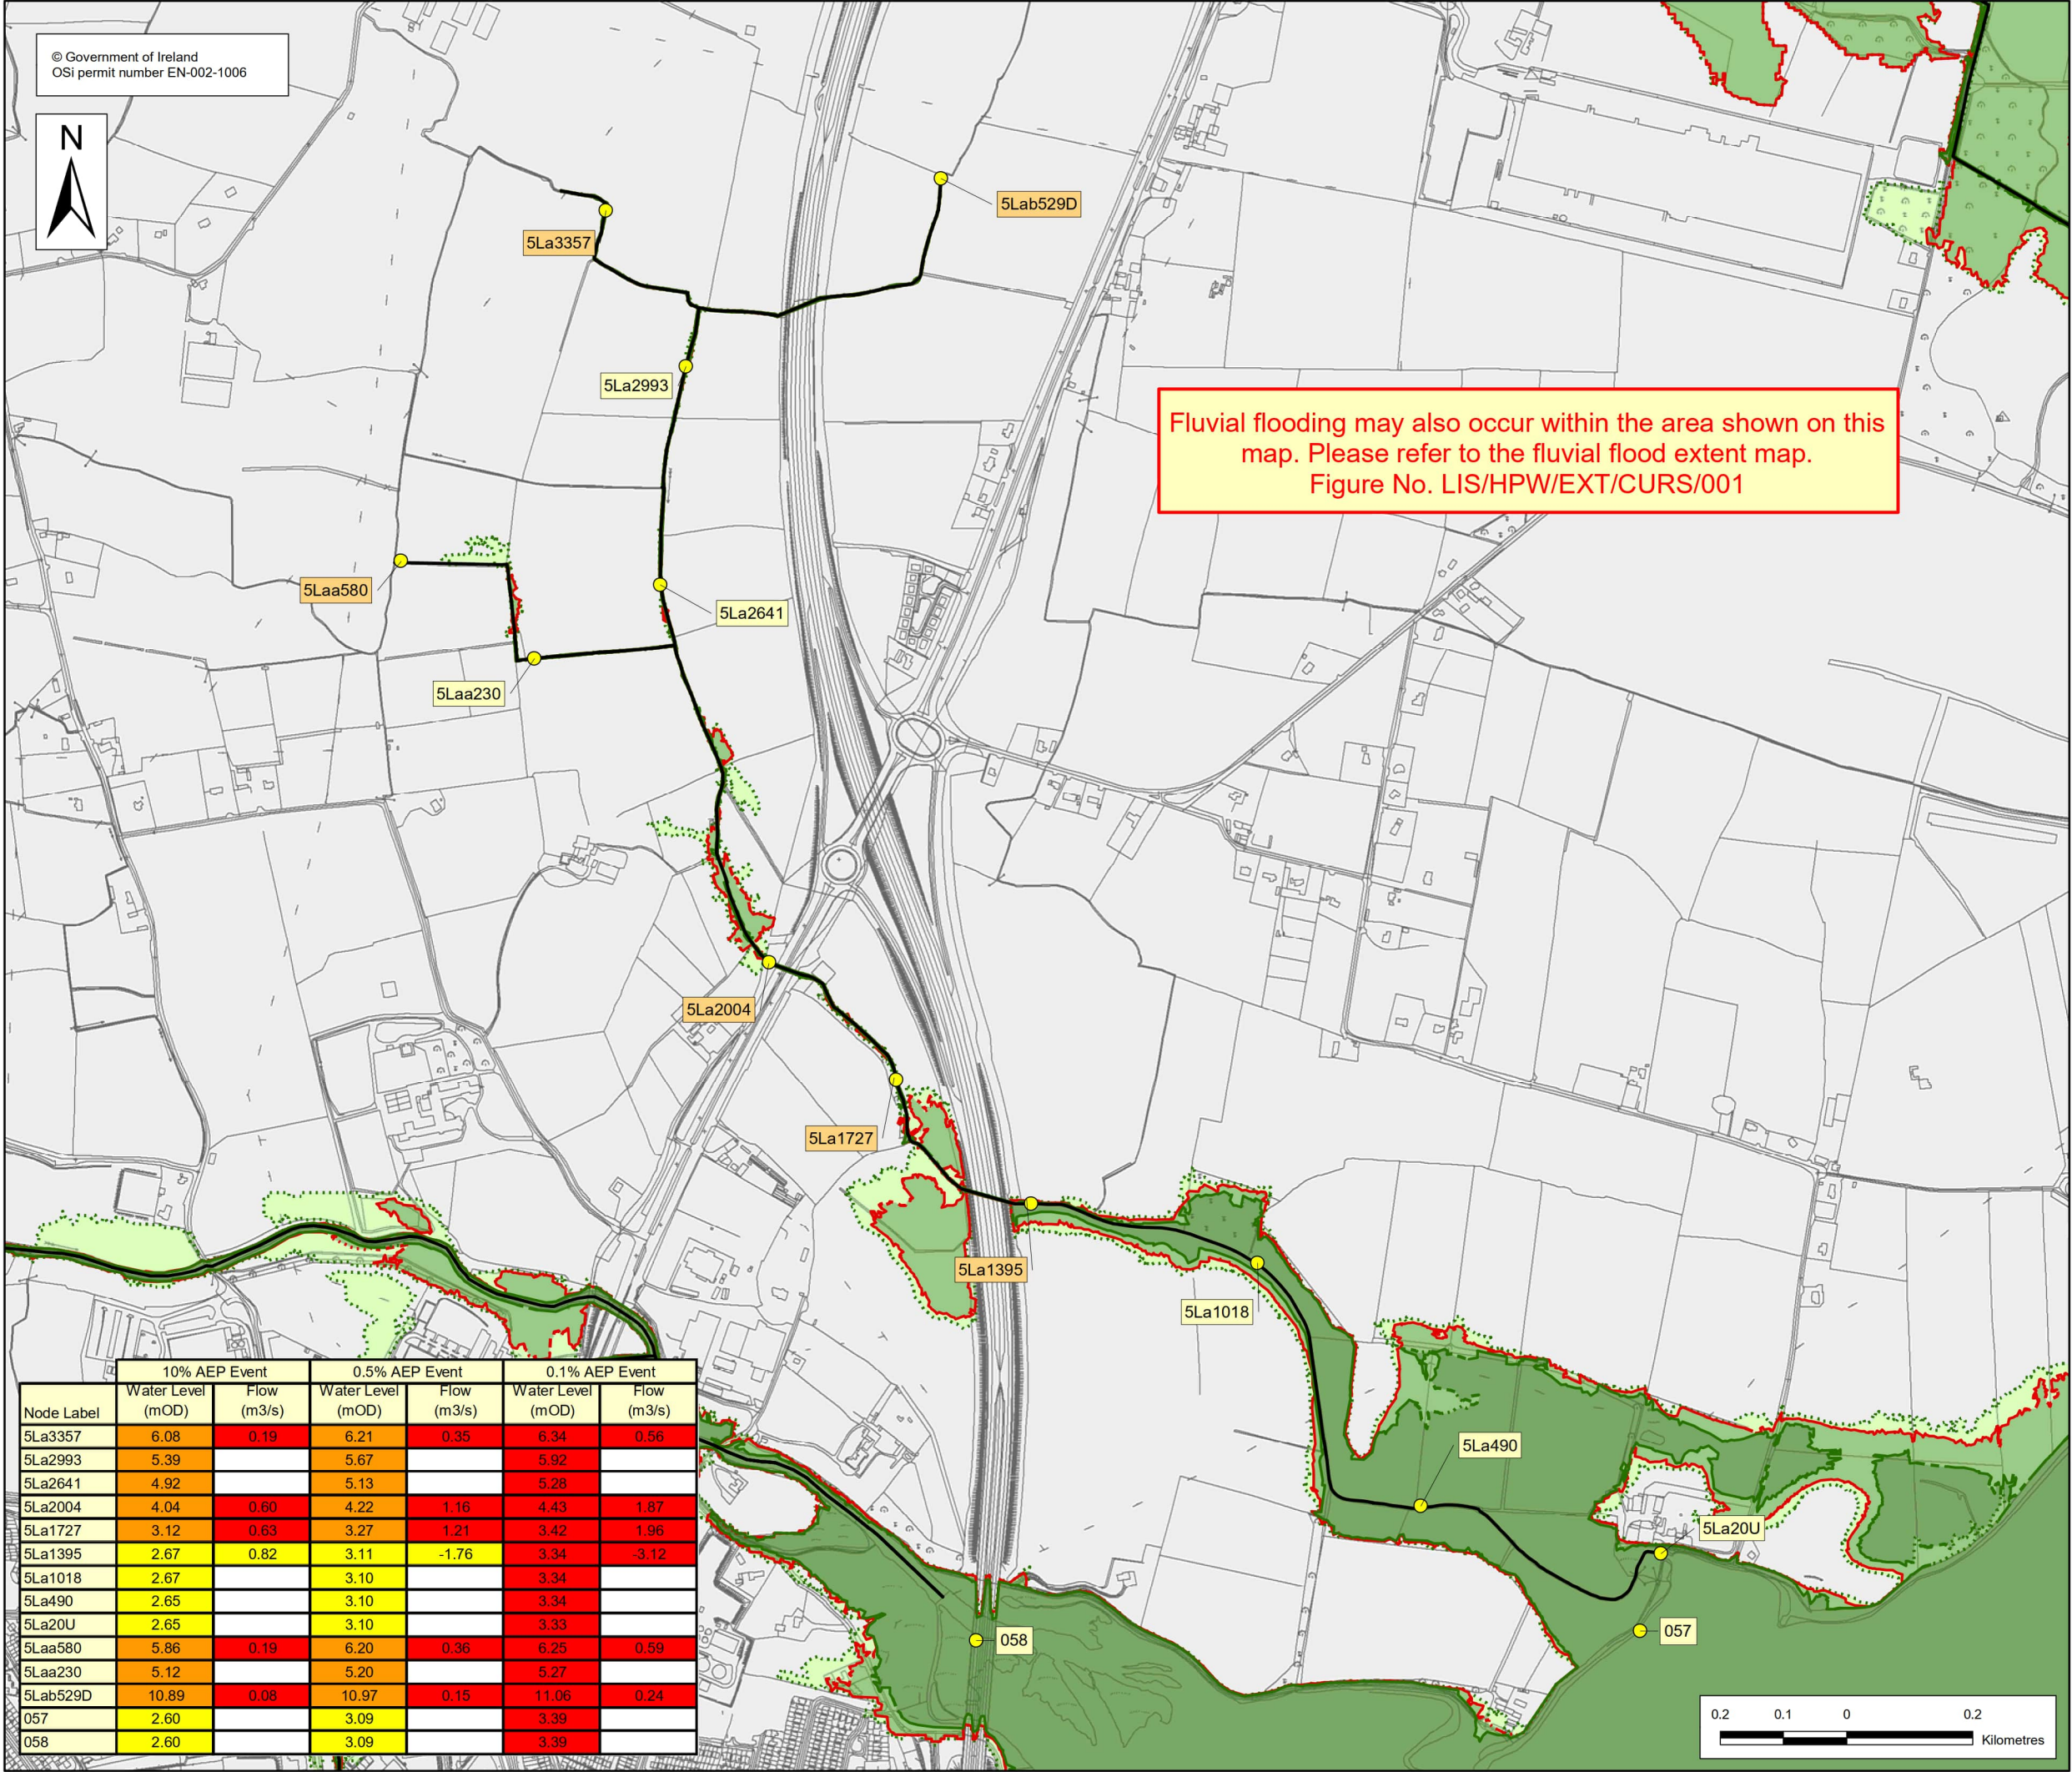 © Government of Ireland
OSi permit number EN-002-1006
N
5Lab529D
5La3357
5La2993
Fluvial flooding may also occur within the area shown on this
map. Please refer to the fluvial flood extent map.
Figure No. LIS/HPW/EXT/CURS/001
5Laa580
5La2641
5Laa230
5La2004
5La1727
5La1395
5La1018
5La490
5La20U
057
058
10% AEP Event 0.5% AEP Event 0.1% AEP Event
Water Level Flow Water Level Flow Water Level Flow
Node Label (mOD) (m3/s) (mOD) (m3/s) (mOD) (m3/s)
5La3357 6.08 0.19 6.21 0.35 6.34 0.56
5La2993 5.39 5.67 5.92
5La2641 4.92 5.13 5.28
5La2004 4.04 0.60 4.22 1.16 4.43 1.87
5La1727 3.12 0.63 3.27 1.21 3.42 1.96
5La1395 2.67 0.82 3.11 -1.76 3.34 -3.12
5La1018 2.67 3.10 3.34
5La490 2.65 3.10 3.34
5La20U 2.65 3.10 3.33
5Laa580 5.86 0.19 6.20 0.36 6.25 0.59
5Laa230 5.12 5.20 5.27
5Lab529D 10.89 0.08 10.97 0.15 11.06 0.24
057 2.60 3.09 3.39
058 2.60 3.09 3.39
0.2 0.1 0 0.2
Kilometres